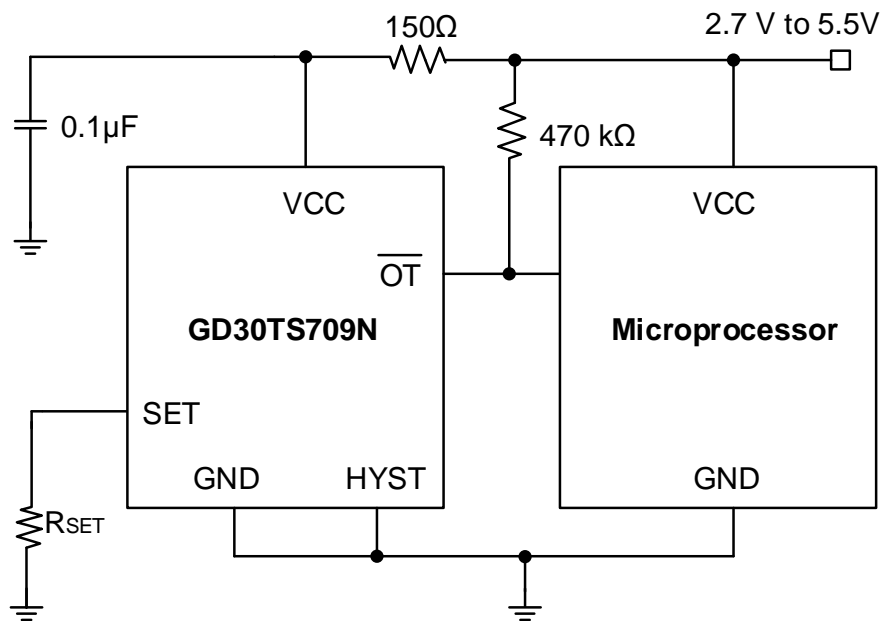 150Ω
2.7 V to 5.5V
0.1µF
470 kΩ
VCC
VCC
OT
GD30TS709N
Microprocessor
SET
GND
HYST
GND
RSET